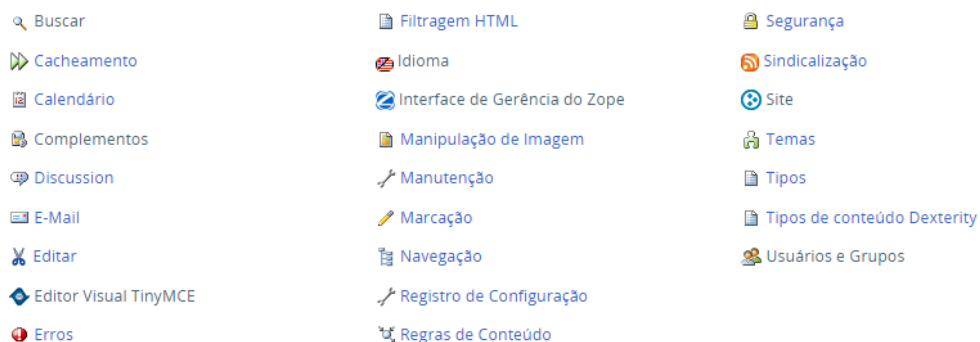 Buscar
Cacheamento
Calendário
Complementos
Discussion
E-Mail
Editar
Editor Visual TinyMCE
Erros
Filtragem HTML
Idioma
Interface de Gerência do Zope
Manipulação de Imagem
Manutenção
Marcação
Navegação
Registro de Configuração
Regras de Conteúdo
Segurança
Sindicalização
Site
Temas
Tipos
Tipos de conteúdo Dexterity
Usuários e Grupos